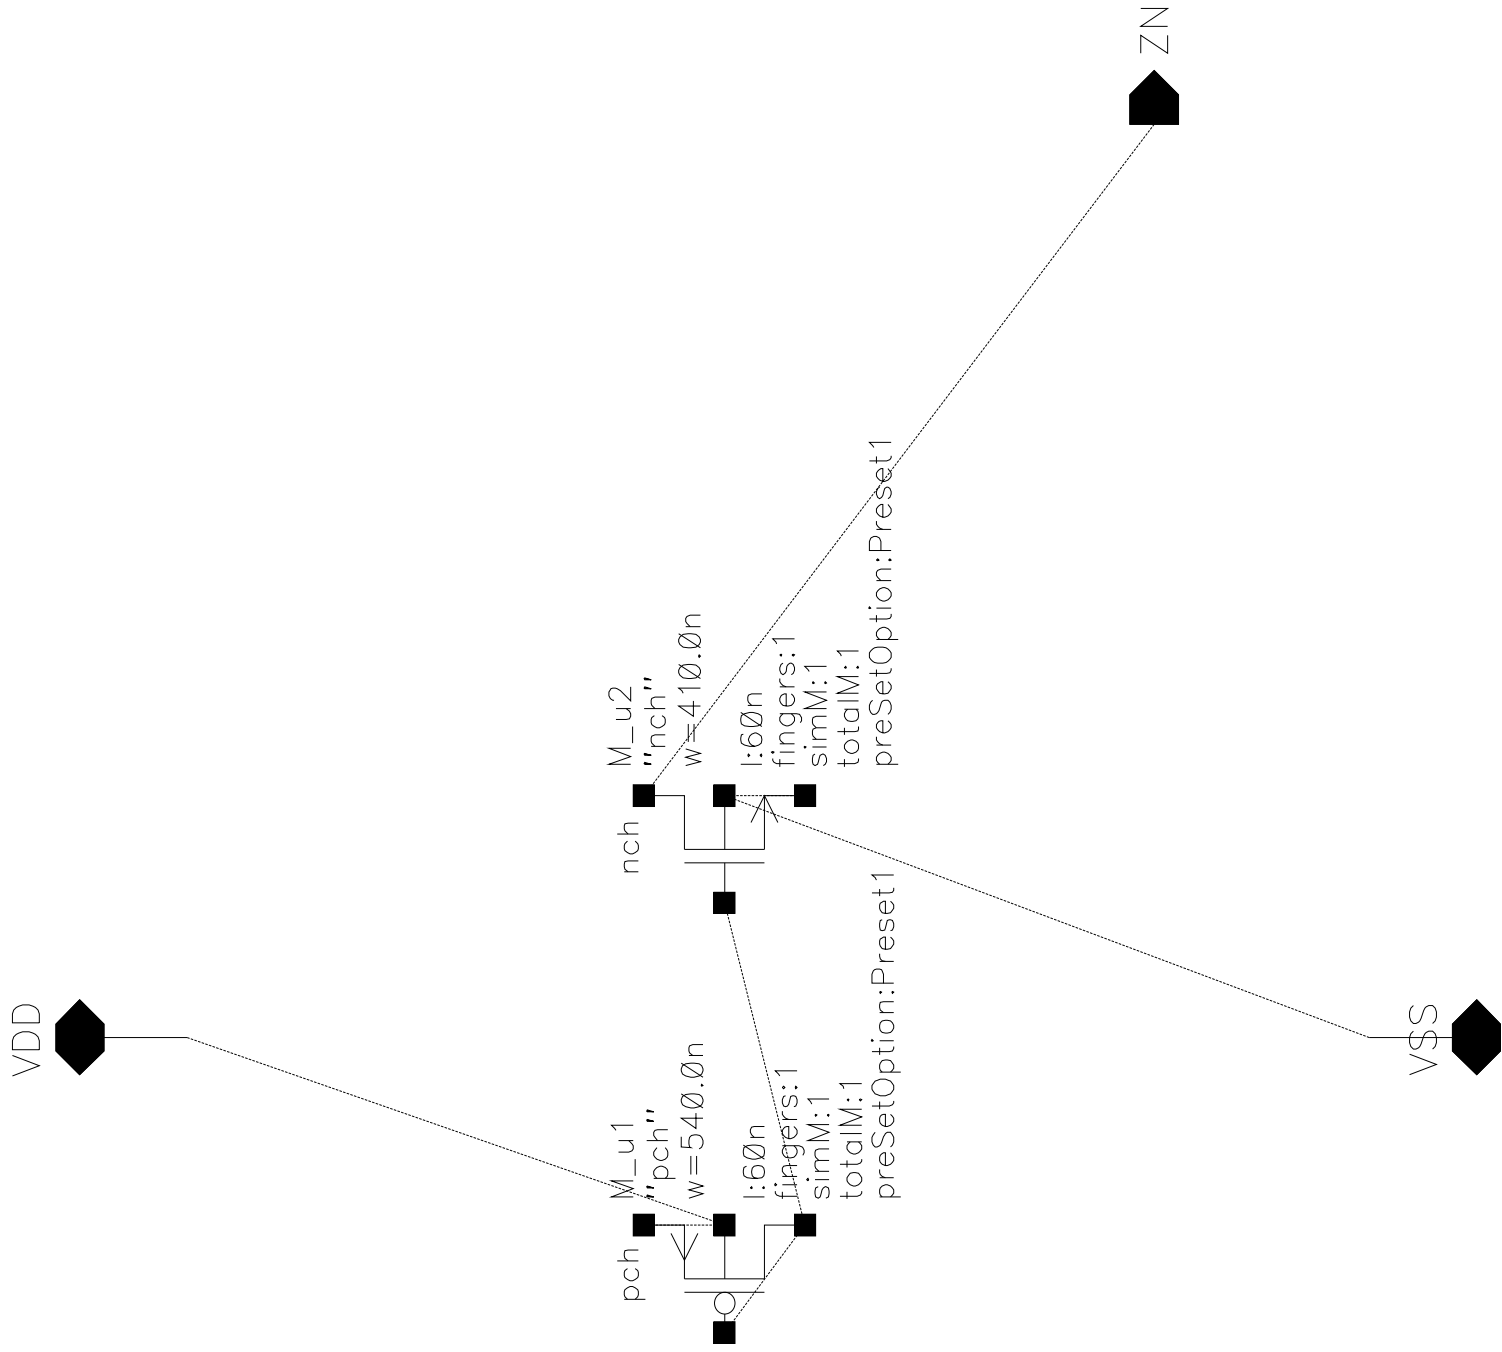 ZN
M_u2
"nch"
w=410.0n
l:60n
fingers:1
simM:1
totalM:1
preSetOption:Preset1
nch
VDD
VSS
M_u1
"pch"
w=540.0n
l:60n
fingers:1
simM:1
totalM:1
preSetOption:Preset1
pch